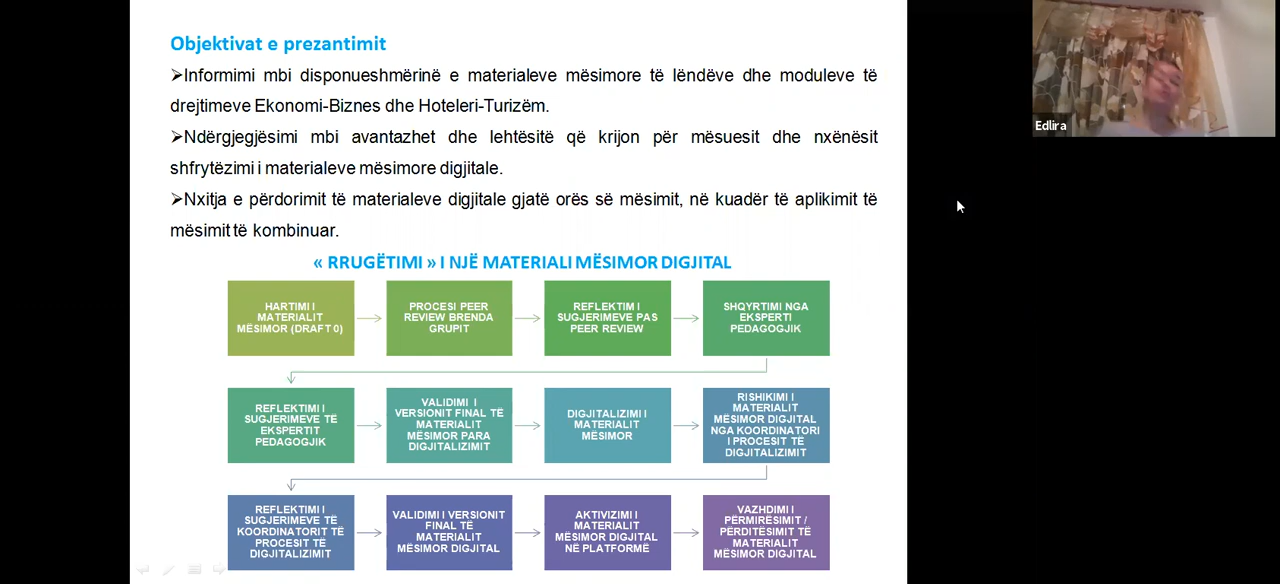 Objektivat e prezantimit
➢Informimi mbi disponueshmërinë e materialeve mësimore të lëndëve dhe moduleve të
drejtimeve Ekonomi-Biznes dhe Hoteleri-Turizëm.
➢Ndërgjegjësimi mbi avantazhet dhe lehtësitë që krijon për mësuesit dhe nxënësit
shfrytëzimi i materialeve mësimore digjitale.
➢Nxitja e përdorimit të materialeve digjitale gjatë orës së mësimit, në kuadër të aplikimit të
mësimit të kombinuar.
« RRUGËTIMI » I NJË MATERIALI MËSIMOR DIGJITAL
HARTIMI I
MATERIALIT
MËSIMOR (DRAFT 0)
PROCESI PEER
REVIEW BRENDA
GRUPIT
REFLEKTIM I
SUGJERIMEVE PAS
PEER REVIEW
SHQYRTIMI NGA
EKSPERTI
PEDAGOGJIK
REFLEKTIMI I
SUGJERIMEVE TË
EKSPERTIT
PEDAGOGJIK
VALIDIMI I
VERSIONIT FINAL TË
MATERIALIT
MËSIMOR PARA
DIGJITALIZIMIT
DIGJITALIZIMI I
MATERIALIT
MËSIMOR
RISHIKIMI I
MATERIALIT
MËSIMOR DIGJITAL
NGA KOORDINATORI
I PROCESIT TË
DIGJITALIZIMIT
REFLEKTIMI I
SUGJERIMEVE TË
KOORDINATORIT TË
PROCESIT TË
DIGJITALIZIMIT
VALIDIMI I VERSIONIT
FINAL TË
MATERIALIT
MËSIMOR DIGJITAL
AKTIVIZIMI I
MATERIALIT
MËSIMOR DIGJITAL
NË PLATFORMË
VAZHDIMI I
PËRMIRËSIMIT /
PËRDITËSIMIT TË
MATERIALIT
MËSIMOR DIGJITAL
Edlira